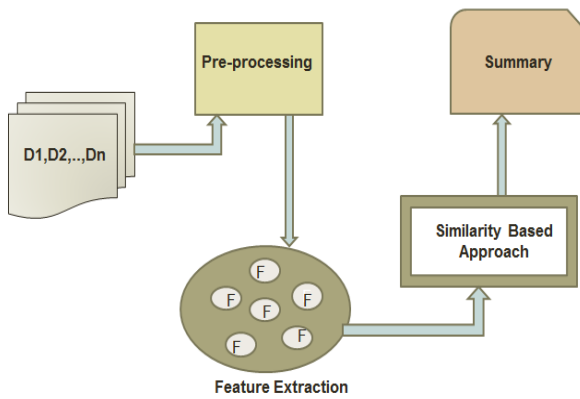 Pre-processing
Summary
D1,D2,..,Dn
Similarity Based
Approach
F
F
F
F
F
F
Feature Extraction